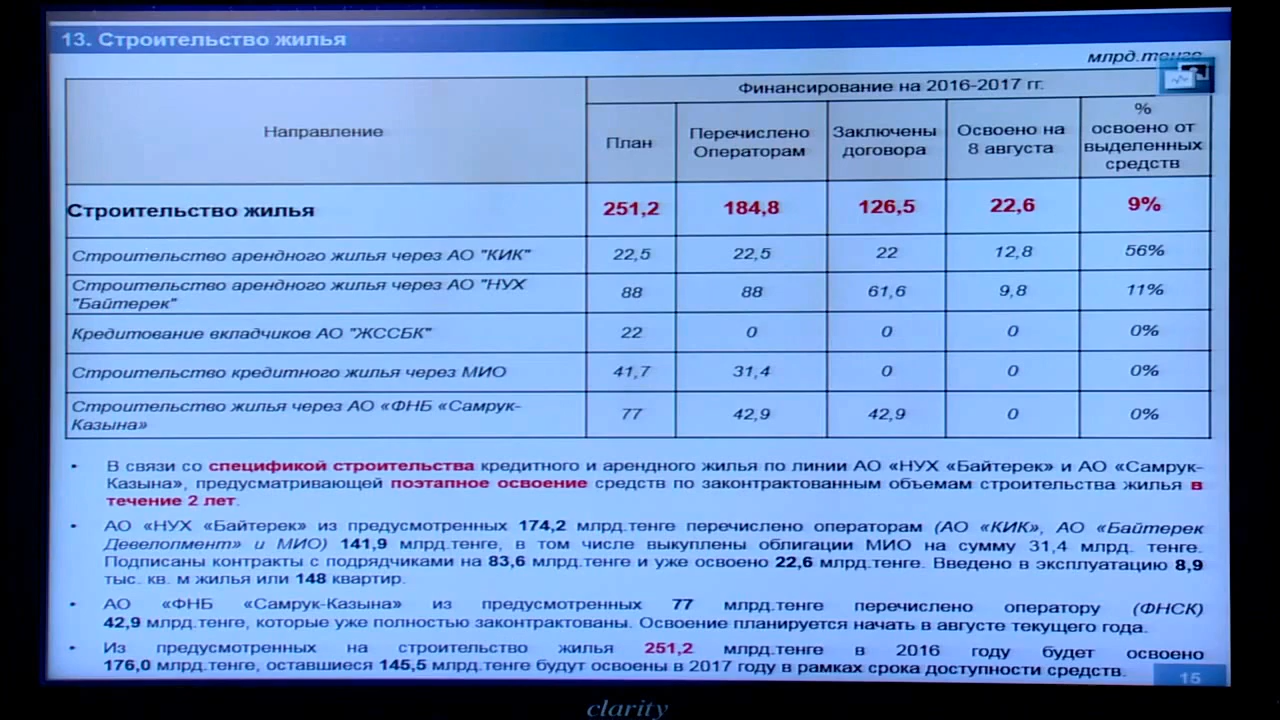 13. Строительство жилья
млрд.тенге
Направление
Финансирование на 2016-2017 гг.
План
Перечислено
Операторам
Заключены
договора
Освоено на
8 августа
%
освоено от
выделенных
средств
Строительство жилья 251,2 184,8 126,5 22,6 9%
Строительство арендного жилья через АО "КИК" 22,5 22,5 22 12,8 56%
Строительство арендного жилья через АО "НУХ
"Байтерек" 88 88 61,6 9,8 11%
Кредитование вкладчиков АО "ЖССБК" 22 0 0 0 0%
Строительство кредитного жилья через МИО 41,7 31,4 0 0 0%
Строительство жилья через АО «ФНБ «Самрук-
Казына» 77 42,9 42,9 0 0%
• В связи со спецификой строительства кредитного и арендного жилья по линии АО «НУХ «Байтерек» и АО «Самрук-
Казына», предусматривающей поэтапное освоение средств по законтрактованным объемам строительства жилья в
течение 2 лет.
• АО «НУХ «Байтерек» из предусмотренных 174,2 млрд.тенге перечислено операторам (АО «КИК», АО «Байтерек
Девелопмент» и МИО) 141,9 млрд.тенге, в том числе выкуплены облигации МИО на сумму 31,4 млрд. тенге.
Подписаны контракты с подрядчиками на 83,6 млрд.тенге и уже освоено 22,6 млрд.тенге. Введено в эксплуатацию 8,9
тыс. кв. м жилья или 148 квартир.
• АО «ФНБ «Самрук-Казына» из предусмотренных 77 млрд.тенге перечислено оператору (ФНСК)
42,9 млрд.тенге, которые уже полностью законтрактованы. Освоение планируется начать в августе текущего года.
• Из предусмотренных на строительство жилья 251,2 млрд.тенге в 2016 году будет освоено
176,0 млрд.тенге, оставшиеся 145,5 млрд.тенге будут освоены в 2017 году в рамках срока доступности средств.
15
clarity